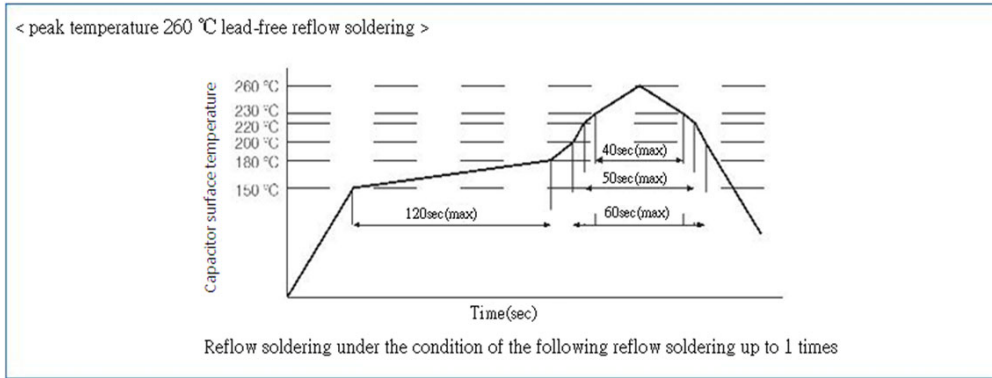 < peak temperature 260 ℃ lead-free reflow soldering >
Capacitor surface temperature
260 ℃
230 ℃
220 ℃
200 ℃
180 ℃
150 ℃
40sec(max)
50sec(max)
120sec(max)
60sec(max)
Time(sec)
Reflow soldering under the condition of the following reflow soldering up to 1 times